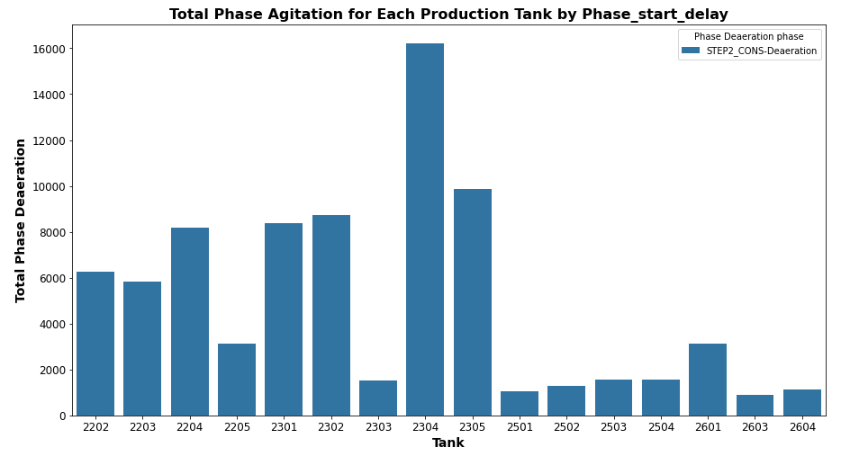 Total Phase Agitation for Each Production Tank by Phase_start_delay
Phase Deaeration phase
STEP2_CONS-Deaeration
Total Phase Deaeration
16000
14000
12000
10000
8000
6000
4000
2000
0
2202 2203 2204 2205 2301 2302 2303 2304 2305 2501 2502 2503 2504 2601 2603 2604
Tank